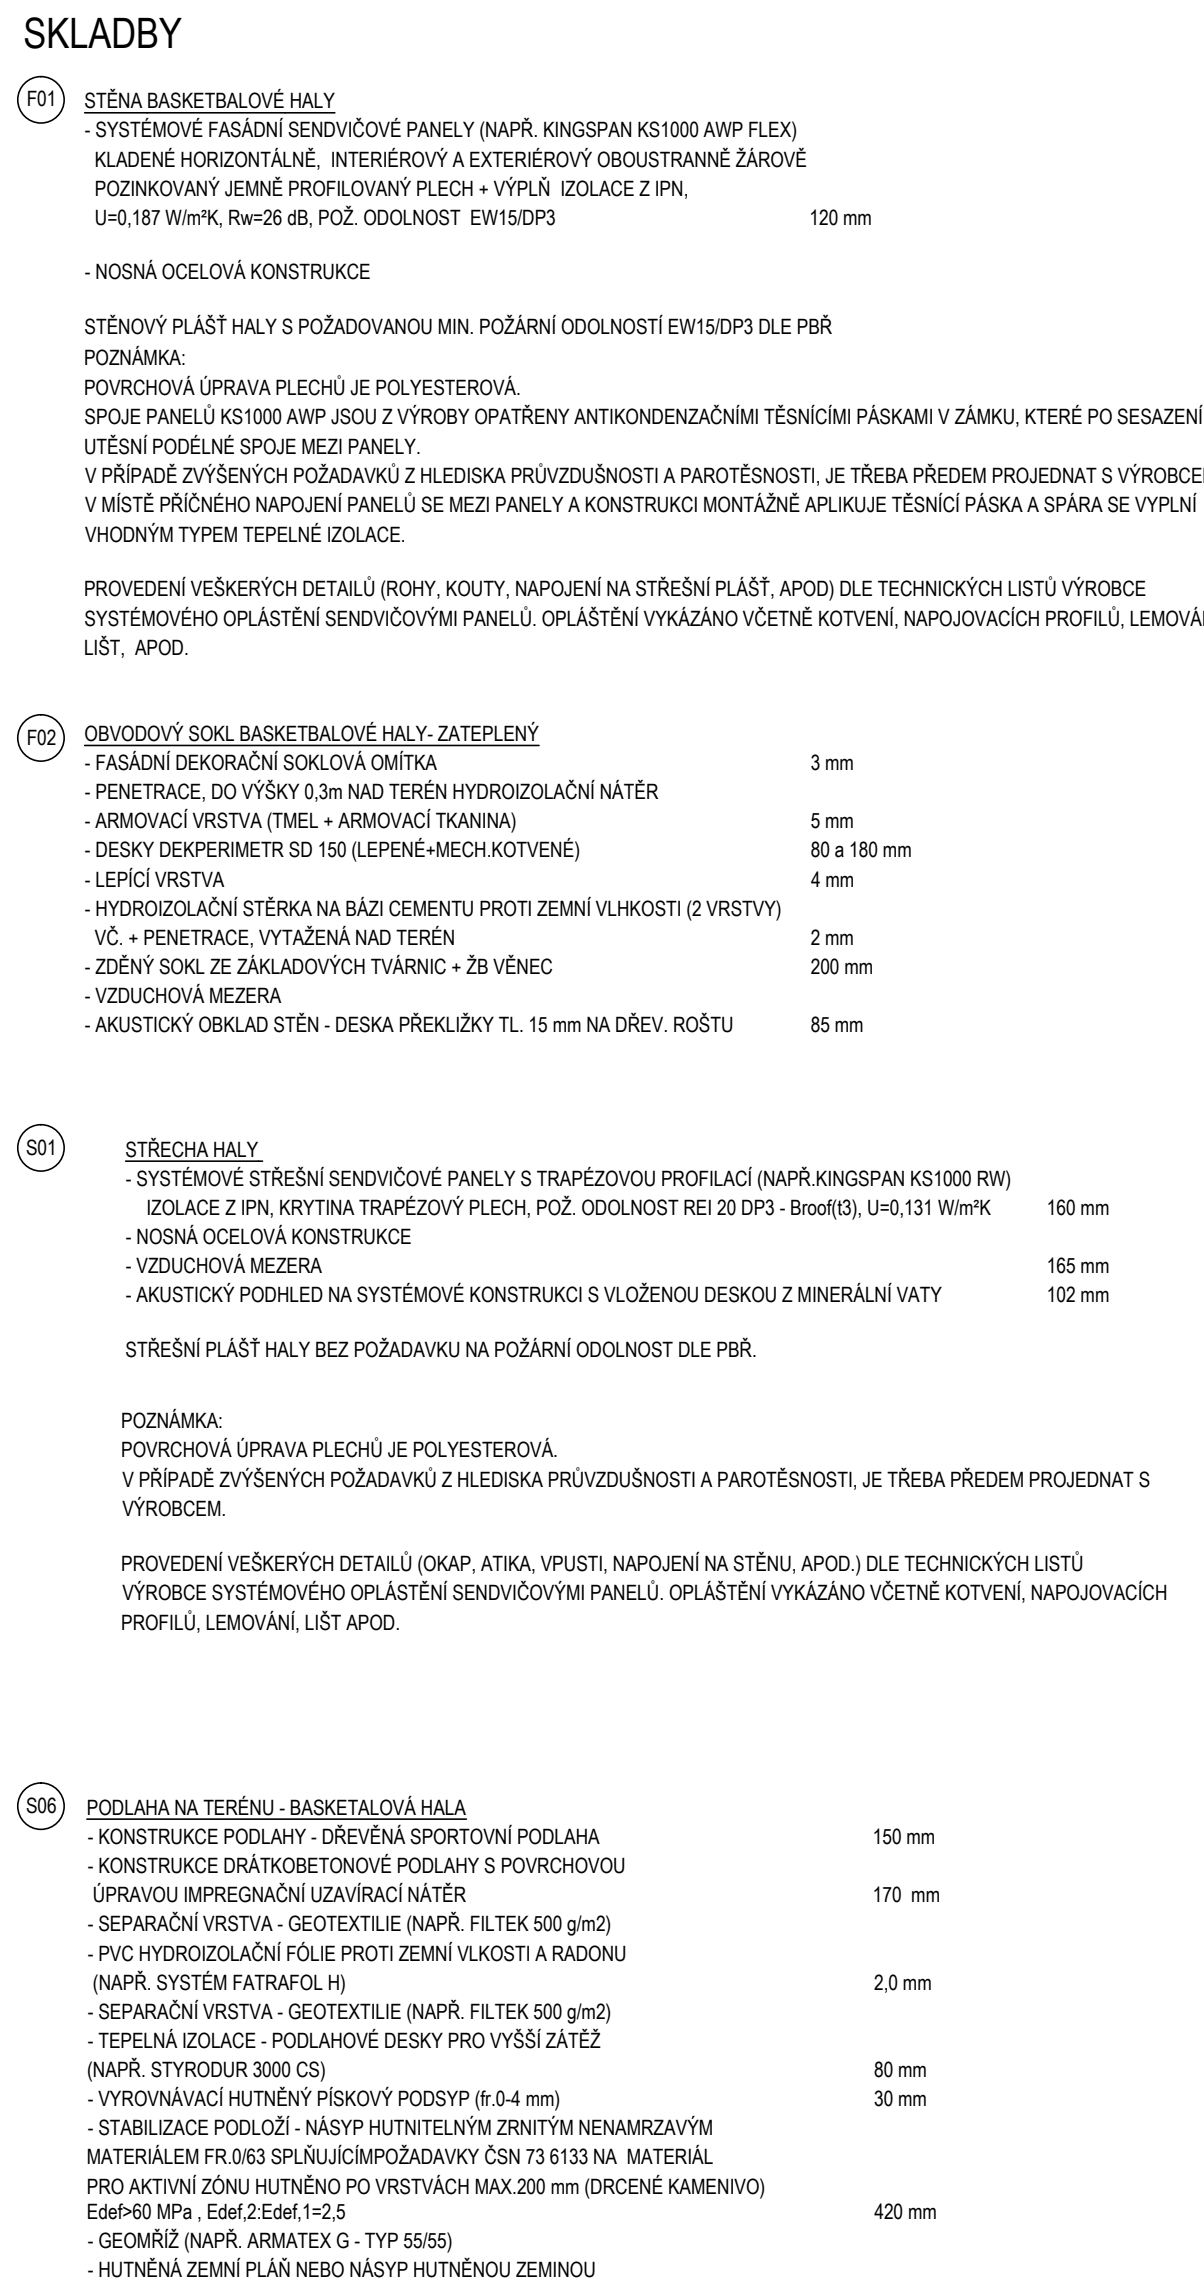 SKLADBY
F01 STĚNA BASKETBALOVÉ HALY
- SYSTÉMOVÉ FASÁDNÍ SENDVIČOVÉ PANELY (NAPŘ. KINGSPAN KS1000 AWP FLEX)
KLADENÉ HORIZONTÁLNĚ, INTERIÉROVÝ A EXTERIÉROVÝ OBOUSTRANNĚ ŽÁROVĚ
POZINKOVANÝ JEMNĚ PROFILOVANÝ PLECH + VÝPLŇ IZOLACE Z IPN,
U=0,187 W/m²K, Rw=26 dB, POŽ. ODOLNOST EW15/DP3 120 mm
- NOSNÁ OCELOVÁ KONSTRUKCE
STĚNOVÝ PLÁŠŤ HALY S POŽADOVANOU MIN. POŽÁRNÍ ODOLNOSTÍ EW15/DP3 DLE PBŘ
POZNÁMKA:
POVRCHOVÁ ÚPRAVA PLECHŮ JE POLYESTEROVÁ.
SPOJE PANELŮ KS1000 AWP JSOU Z VÝROBY OPATŘENY ANTIKONDENZAČNÍMI TĚSNÍCÍMI PÁSKAMI V ZÁMKU, KTERÉ PO SESAZENÍ
UTĚSNÍ PODÉLNÉ SPOJE MEZI PANELY.
V PŘÍPADĚ ZVÝŠENÝCH POŽADAVKŮ Z HLEDISKA PRŮVZDUŠNOSTI A PAROTĚSNOSTI, JE TŘEBA PŘEDEM PROJEDNAT S
V MÍSTĚ PŘÍČNÉHO NAPOJENÍ PANELŮ SE MEZI PANELY A KONSTRUKCI MONTÁŽNĚ APLIKUJE TĚSNÍCÍ PÁSKA A SPÁRA SE VYPLNÍ
VHODNÝM TYPEM TEPELNÉ IZOLACE.
PROVEDENÍ VEŠKERÝCH DETAILŮ (ROHY, KOUTY, NAPOJENÍ NA STŘEŠNÍ PLÁŠŤ, APOD) DLE TECHNICKÝCH LISTŮ VÝROBCE
SYSTÉMOVÉHO OPLÁSTĚNÍ SENDVIČOVÝMI PANELŮ. OPLÁŠTĚNÍ VYKÁZÁNO VČETNĚ KOTVENÍ, NAPOJOVACÍCH PROFILŮ,
LIŠT, APOD.
F02 OBVODOVÝ SOKL BASKETBALOVÉ HALY- ZATEPLENÝ
- FASÁDNÍ DEKORAČNÍ SOKLOVÁ OMÍTKA 3 mm
- PENETRACE, DO VÝŠKY 0,3m NAD TERÉN HYDROIZOLAČNÍ NÁTĚR
- ARMOVACÍ VRSTVA (TMEL + ARMOVACÍ TKANINA) 5 mm
- DESKY DEKPERIMETR SD 150 (LEPENÉ+MECH.KOTVENÉ) 80 a 180 mm
- LEPÍCÍ VRSTVA 4 mm
- HYDROIZOLAČNÍ STĚRKA NA BÁZI CEMENTU PROTI ZEMNÍ VLHKOSTI (2 VRSTVY)
VČ. + PENETRACE, VYTAŽENÁ NAD TERÉN 2 mm
- ZDĚNÝ SOKL ZE ZÁKLADOVÝCH TVÁRNIC + ŽB VĚNEC 200 mm
- VZDUCHOVÁ MEZERA
- AKUSTICKÝ OBKLAD STĚN - DESKA PŘEKLIŽKY TL. 15 mm NA DŘEV. ROŠTU 85 mm
S01 STŘECHA HALY
- SYSTÉMOVÉ STŘEŠNÍ SENDVIČOVÉ PANELY S TRAPÉZOVOU PROFILACÍ (NAPŘ.KINGSPAN KS1000 RW)
IZOLACE Z IPN, KRYTINA TRAPÉZOVÝ PLECH, POŽ. ODOLNOST REI 20 DP3 - Broof(t3), U=0,131 W/m²K 160 mm
- NOSNÁ OCELOVÁ KONSTRUKCE
- VZDUCHOVÁ MEZERA 165 mm
- AKUSTICKÝ PODHLED NA SYSTÉMOVÉ KONSTRUKCI S VLOŽENOU DESKOU Z MINERÁLNÍ VATY 102 mm
STŘEŠNÍ PLÁŠŤ HALY BEZ POŽADAVKU NA POŽÁRNÍ ODOLNOST DLE PBŘ.
POZNÁMKA:
POVRCHOVÁ ÚPRAVA PLECHŮ JE POLYESTEROVÁ.
V PŘÍPADĚ ZVÝŠENÝCH POŽADAVKŮ Z HLEDISKA PRŮVZDUŠNOSTI A PAROTĚSNOSTI, JE TŘEBA PŘEDEM PROJEDNAT S
VÝROBCEM.
PROVEDENÍ VEŠKERÝCH DETAILŮ (OKAP, ATIKA, VPUSTI, NAPOJENÍ NA STĚNU, APOD.) DLE TECHNICKÝCH LISTŮ
VÝROBCE SYSTÉMOVÉHO OPLÁSTĚNÍ SENDVIČOVÝMI PANELŮ. OPLÁŠTĚNÍ VYKÁZÁNO VČETNĚ KOTVENÍ, NAPOJOVACÍCH
PROFILŮ, LEMOVÁNÍ, LIŠT APOD.
S06 PODLAHA NA TERÉNU - BASKETALOVÁ HALA
- KONSTRUKCE PODLAHY - DŘEVĚNÁ SPORTOVNÍ PODLAHA 150 mm
- KONSTRUKCE DRÁTKOBETONOVÉ PODLAHY S POVRCHOVOU
ÚPRAVOU IMPREGNAČNÍ UZAVÍRACÍ NÁTĚR 170 mm
- SEPARAČNÍ VRSTVA - GEOTEXTILIE (NAPŘ. FILTEK 500 g/m2)
- PVC HYDROIZOLAČNÍ FÓLIE PROTI ZEMNÍ VLKOSTI A RADONU
(NAPŘ. SYSTÉM FATRAFOL H) 2,0 mm
- SEPARAČNÍ VRSTVA - GEOTEXTILIE (NAPŘ. FILTEK 500 g/m2)
- TEPELNÁ IZOLACE - PODLAHOVÉ DESKY PRO VYŠŠÍ ZÁTĚŽ
(NAPŘ. STYRODUR 3000 CS) 80 mm
- VYROVNÁVACÍ HUTNĚNÝ PÍSKOVÝ PODSYP (fr.0-4 mm) 30 mm
- STABILIZACE PODLOŽÍ - NÁSYP HUTNITELNÝM ZRNITÝM NENAMRZAVÝM
MATERIÁLEM FR.0/63 SPLŇUJÍCÍMPOŽADAVKY ČSN 73 6133 NA MATERIÁL
PRO AKTIVNÍ ZÓNU HUTNĚNO PO VRSTVÁCH MAX.200 mm (DRCENÉ KAMENIVO)
Edef>60 MPa , Edef,2:Edef,1=2,5 420 mm
- GEOMŘÍŽ (NAPŘ. ARMATEX G - TYP 55/55)
- HUTNĚNÁ ZEMNÍ PLÁŇ NEBO NÁSYP HUTNĚNOU ZEMINOU